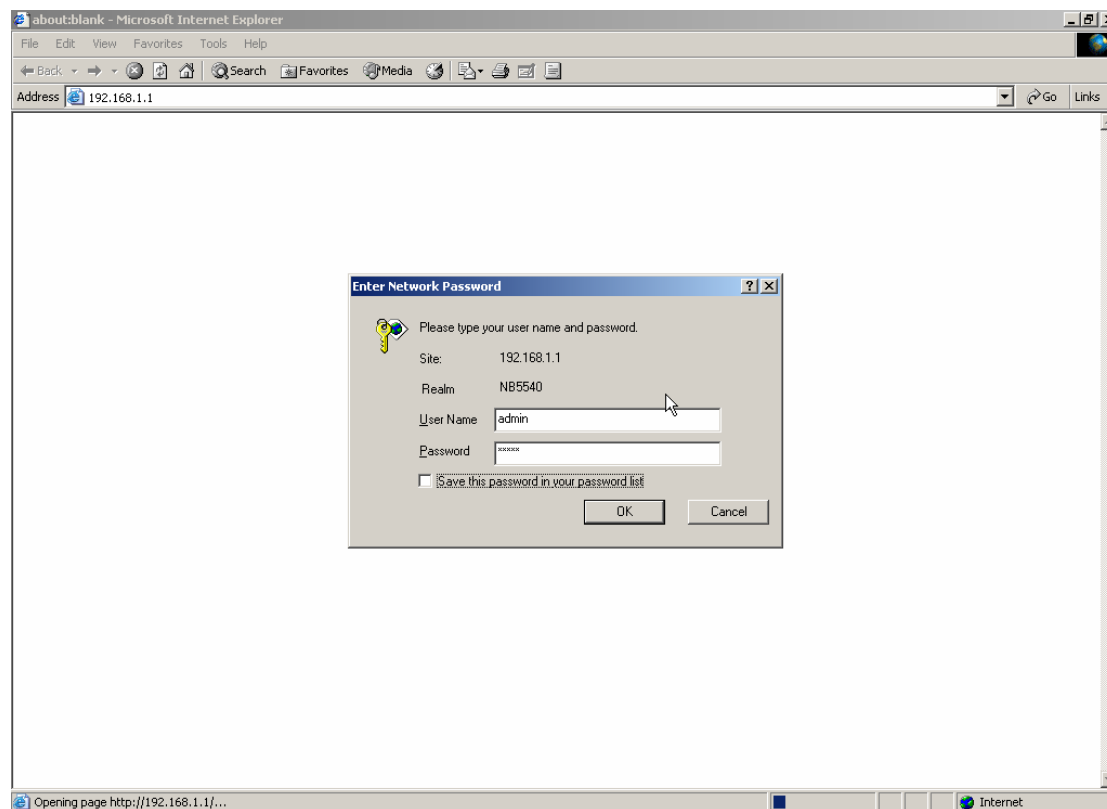 about:blank - Microsoft Internet Explorer
File Edit View Favorites Tools Help
Back Search Favorites Media
Address 192.168.1.1 Go Links
Enter Network Password
Please type your user name and password.
Site: 192.168.1.1
Realm NB5540
User Name admin
Password xxxxx
Save this password in your password list
OK Cancel
Opening page http://192.168.1.1/... Internet